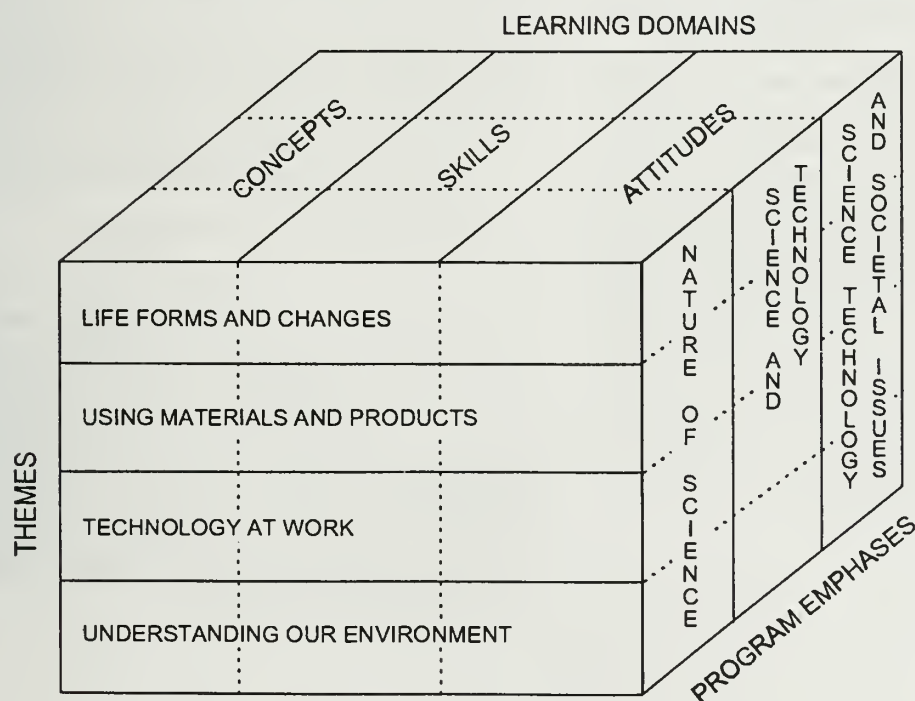 LEARNING DOMAINS
CONCEPTS
SKILLS
ATTITUDES
LIFE FORMS AND CHANGES
USING MATERIALS AND PRODUCTS
TECHNOLOGY AT WORK
UNDERSTANDING OUR ENVIRONMENT
THEMES
NATURE OF SCIENCE
SCIENCE AND
TECHNOLOGY
SCIENCE TECHNOLOGY
AND SOCIETAL ISSUES
PROGRAM EMPHASES